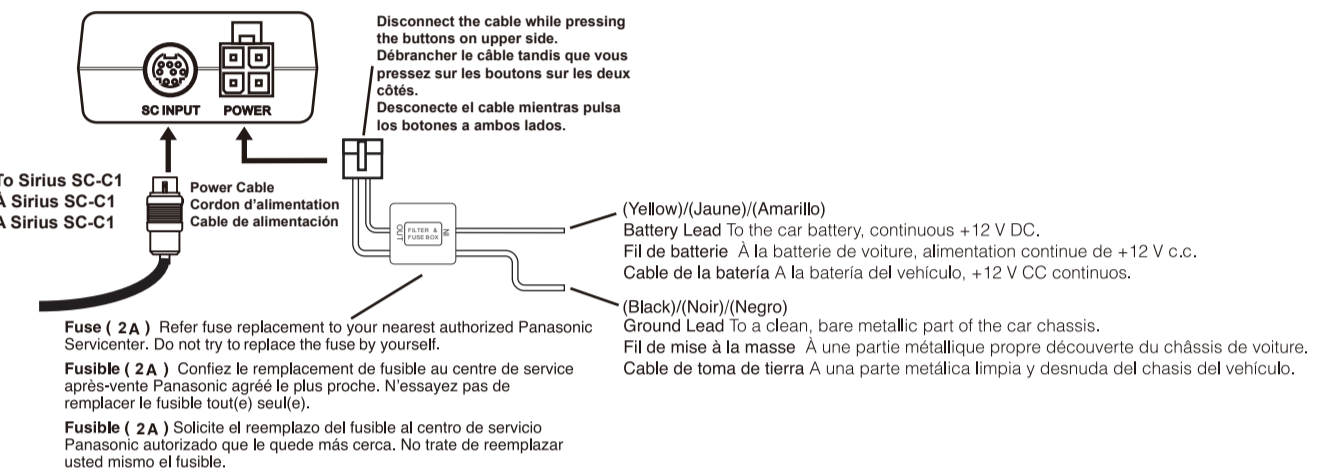 Disconnect the cable while pressing
the buttons on upper side.
Débrancher le câble tandis que vous
pressez sur les boutons sur les deux
côtés.
Desconecte el cable mientras pulsa
los botones a ambos lados.
SC INPUT
POWER
To Sirius SC-C1
À Sirius SC-C1
A Sirius SC-C1
Power Cable
Cordon d'alimentation
Cable de alimentación
OUT
FILTER &
FUSE BOX
IN
(Yellow)/(Jaune)/(Amarillo)
Battery Lead To the car battery, continuous +12 V DC.
Fil de batterie À la batterie de voiture, alimentation continue de +12 V c.c.
Cable de la batería A la batería del vehículo, +12 V CC continuos.
(Black)/(Noir)/(Negro)
Ground Lead To a clean, bare metallic part of the car chassis.
Fil de mise à la masse À une partie métallique propre découverte du châssis de voiture.
Cable de toma de tierra A una parte metálica limpia y desnuda del chasis del vehículo.
Fuse ( 2A ) Refer fuse replacement to your nearest authorized Panasonic
Servicenter. Do not try to replace the fuse by yourself.
Fusible ( 2A ) Confiez le remplacement de fusible au centre de service
après-vente Panasonic agréé le plus proche. N'essayez pas de
remplacer le fusible tout(e) seul(e).
Fusible ( 2A ) Solicite el reemplazo del fusible al centro de servicio
Panasonic autorizado que le quede más cerca. No trate de reemplazar
usted mismo el fusible.